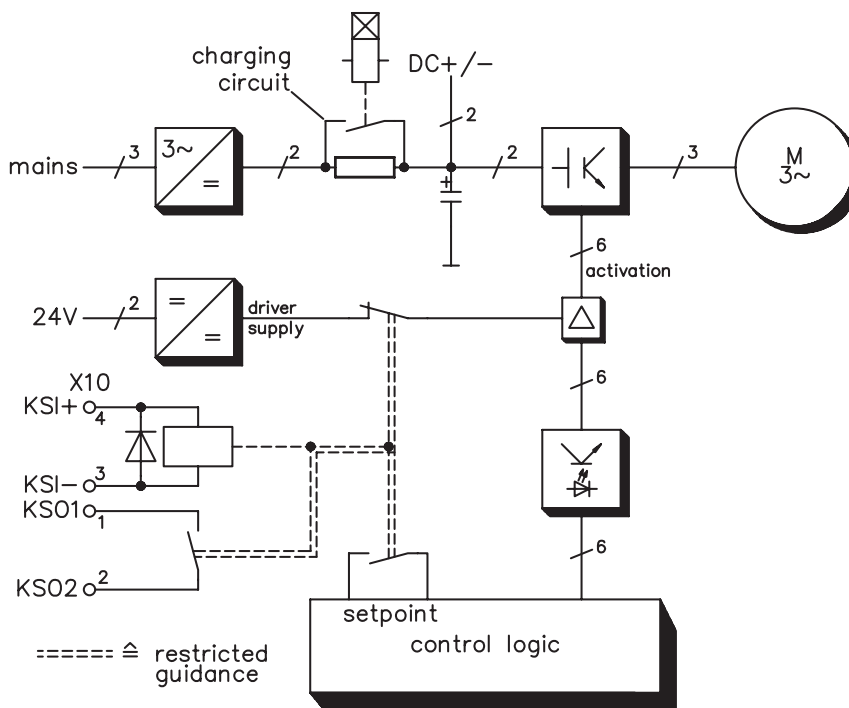 charging
circuit
DC+/−
2
mains
3
3~
=
2
+
2
3
M
3~
6
activation
24V
2
=
=
driver
supply
X10
KSI+
4
6
KSI−
3
KSO1
1
6
KSO2
2
setpoint
control logic
≙ restricted
guidance